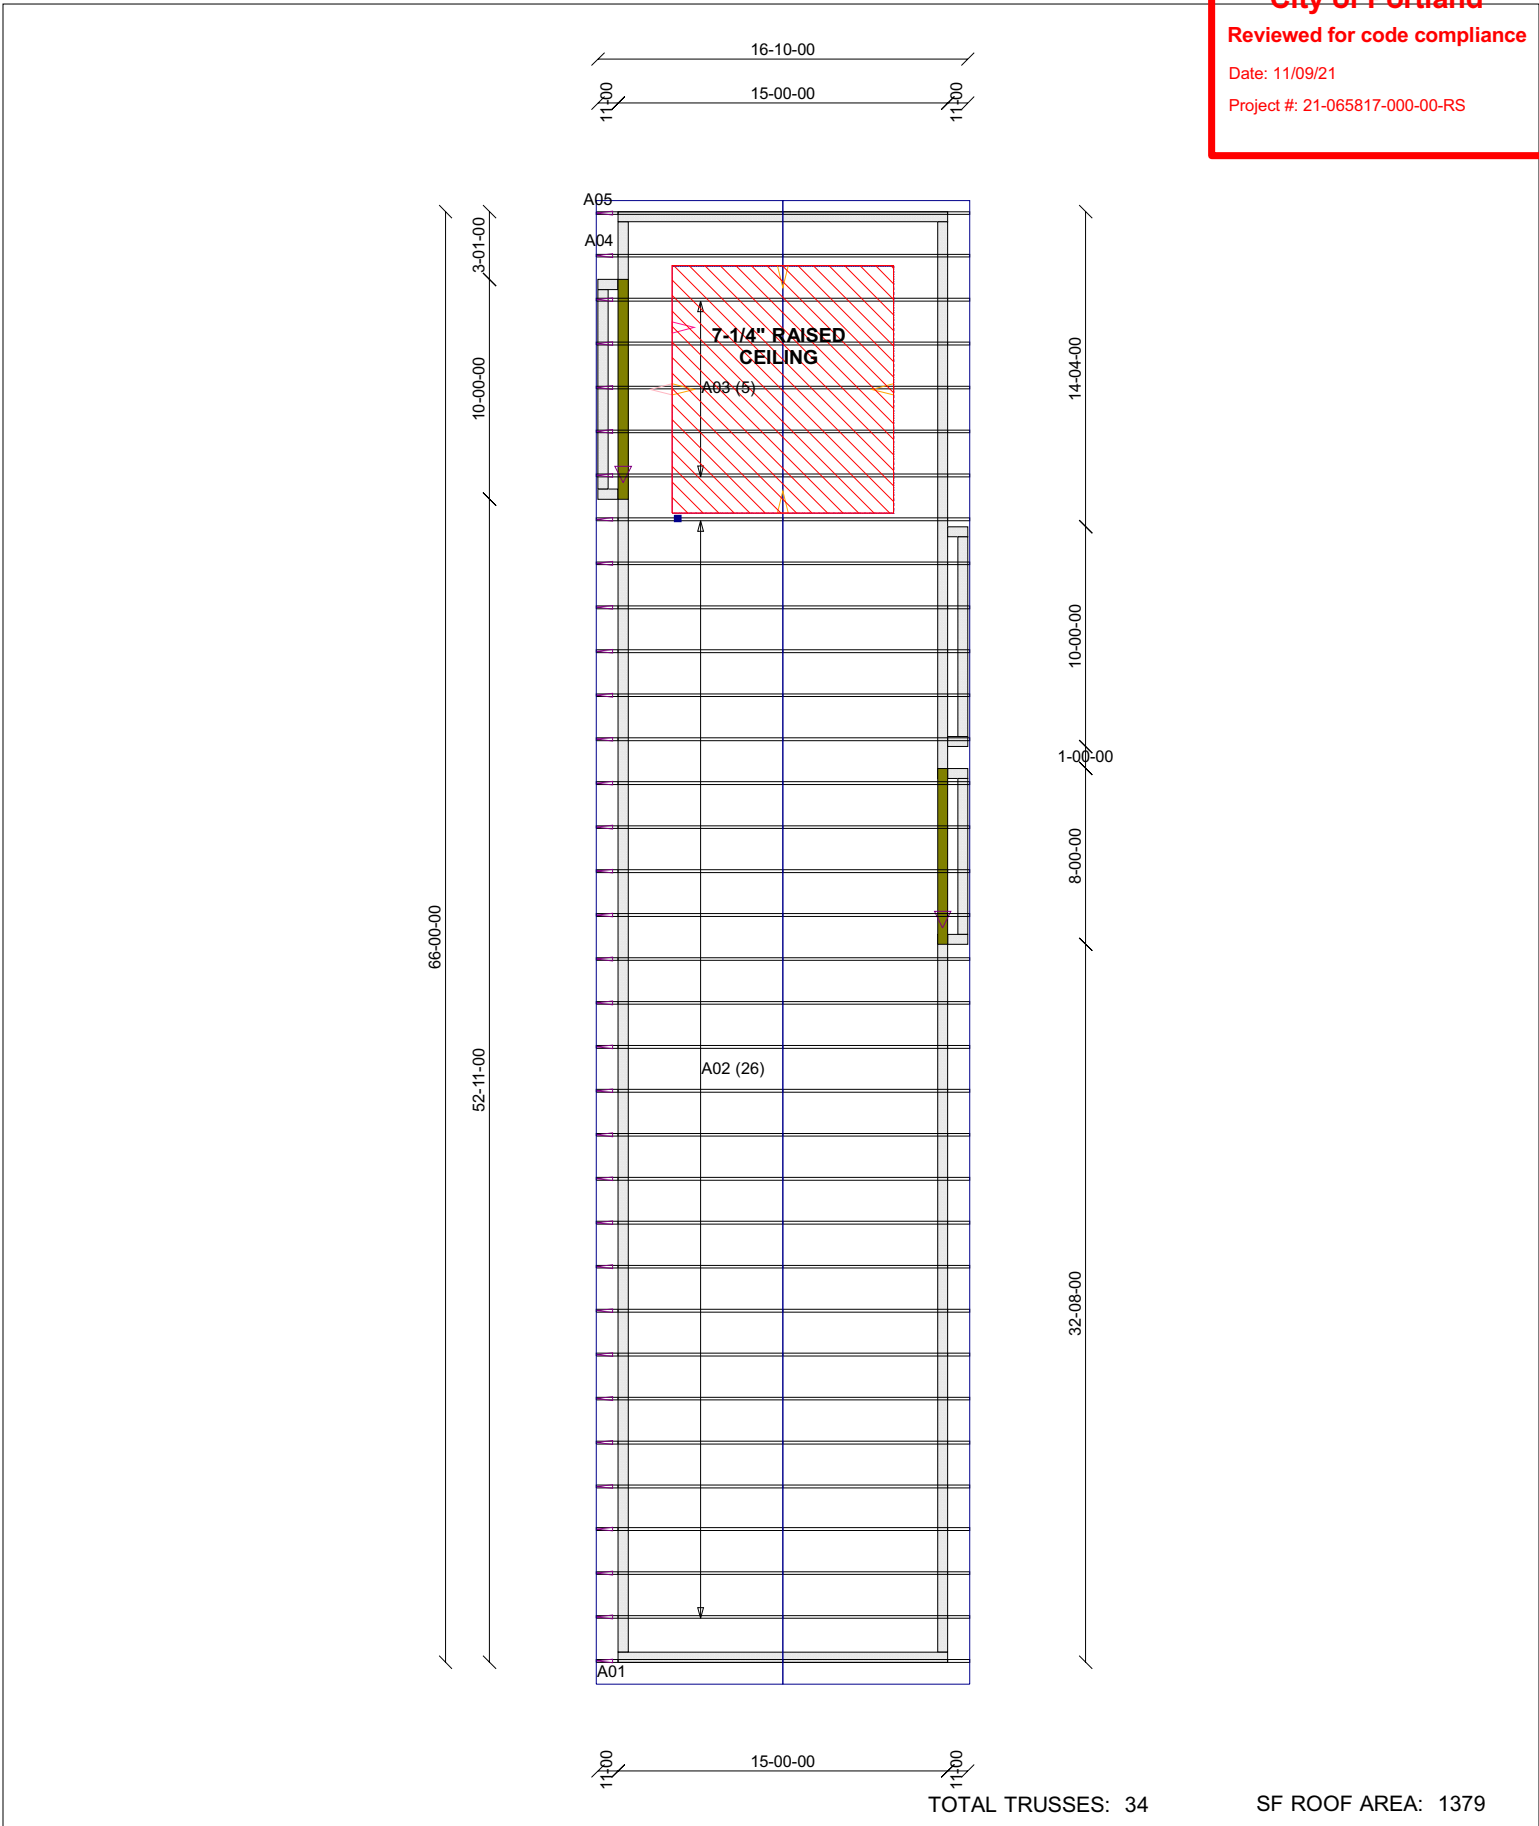 City of Portland
Reviewed for code compliance
Date: 11/09/21
Project #: 21-065817-000-00-RS
16-10-00
11-00
15-00-00
11-00
A05
A04
3-01-00
7-1/4" RAISED
CEILING
A03 (5)
10-00-00
14-04-00
10-00-00
1-00-00
8-00-00
66-00-00
52-11-00
A02 (26)
32-08-00
A01
11-00
15-00-00
11-00
TOTAL TRUSSES: 34
SF ROOF AREA: 1379